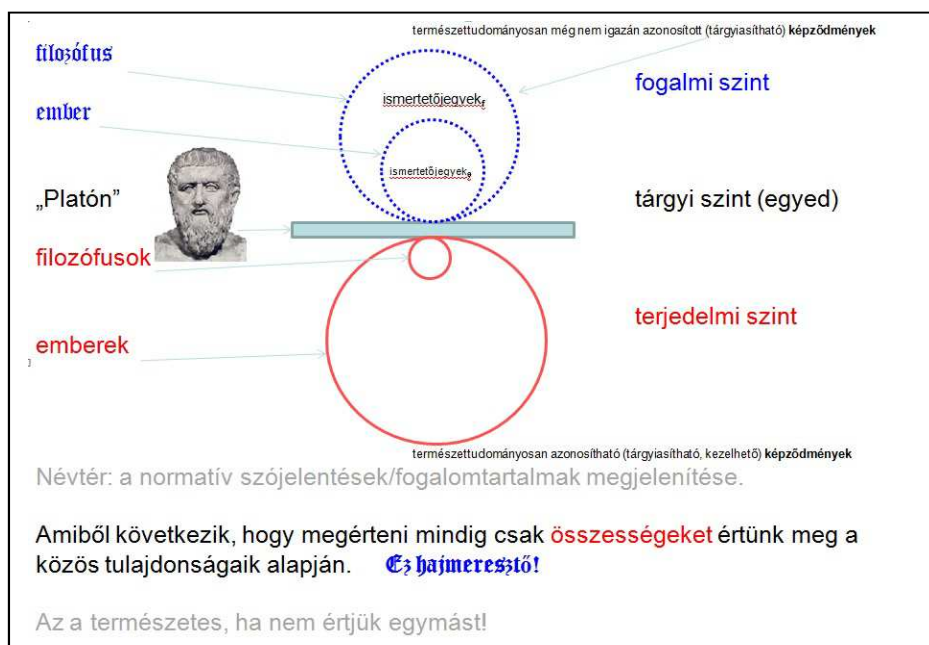 természettudományosan még nem igazán azonosított (tárgyiasítható) képződmények
filozófus
fogalmi szint
ismertetőjegyek_f
ember
ismertetőjegyek_e
„Platón”
tárgyi szint (egyed)
filozófusok
terjedelmi szint
emberek
természettudományosan azonosítható (tárgyiasítható, kezelhető) képződmények
Névtér: a normatív szójelentések/fogalomtartalmak megjelenítése.
Amiből következik, hogy megérteni mindig csak összességeket értünk meg a
közös tulajdonságaik alapján. Ez hajmeresztő!
Az a természetes, ha nem értjük egymást!